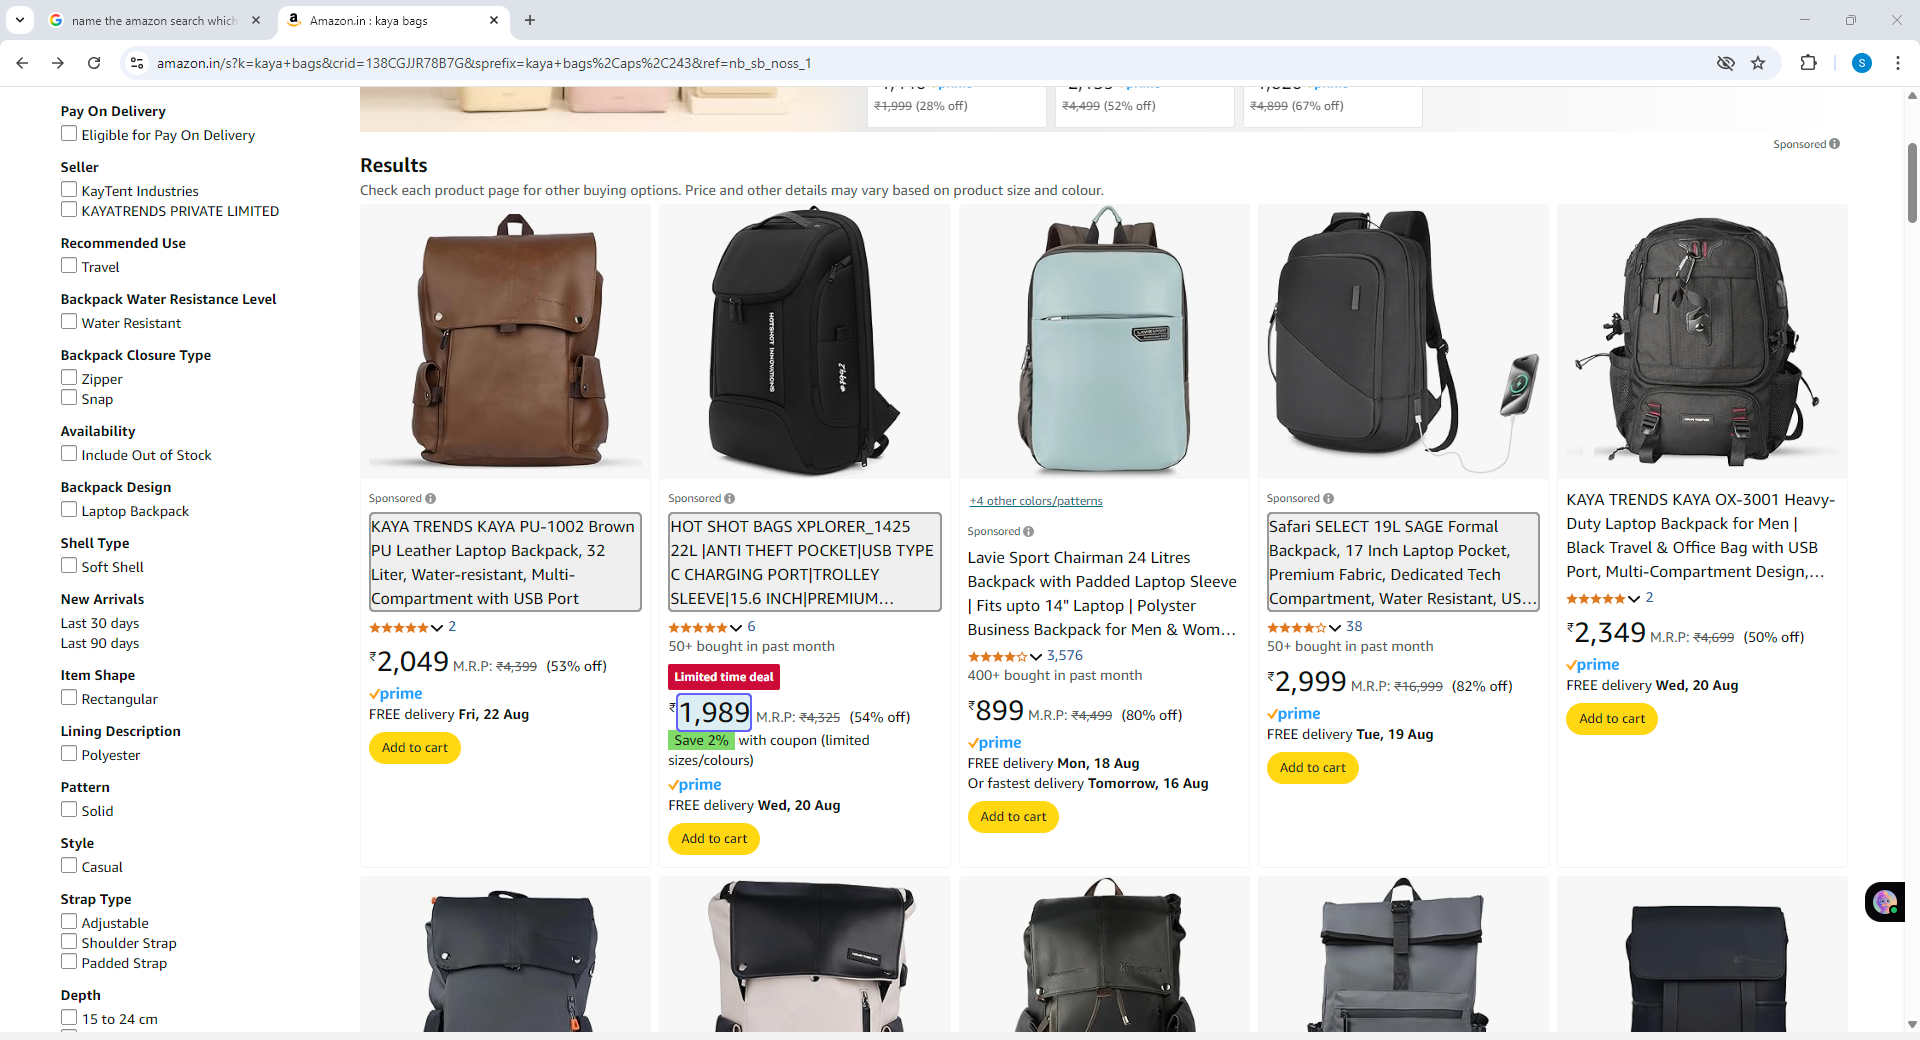 name the amazon search which
Amazon.in : kaya bags
amazon.in/s?k=kaya+bags&crid=138CGJJR78B7G&sprefix=kaya+bags%2Caps%2C243&ref=nb_sb_noss_1
S
Pay On Delivery
Eligible for Pay On Delivery
Seller
KayTent Industries
KAYATRENDS PRIVATE LIMITED
Recommended Use
Travel
Backpack Water Resistance Level
Water Resistant
Backpack Closure Type
Zipper
Snap
Availability
Include Out of Stock
Backpack Design
Laptop Backpack
Shell Type
Soft Shell
New Arrivals
Last 30 days
Last 90 days
Item Shape
Rectangular
Lining Description
Polyester
Pattern
Solid
Style
Casual
Strap Type
Adjustable
Shoulder Strap
Padded Strap
Depth
15 to 24 cm
₹1,999 (28% off)
₹4,499 (52% off)
₹4,899 (67% off)
Sponsored
Results
Check each product page for other buying options. Price and other details may vary based on product size and colour.
Sponsored
KAYA TRENDS KAYA PU-1002 Brown
PU Leather Laptop Backpack, 32
Liter, Water-resistant, Multi-
Compartment with USB Port
2
₹2,049 M.R.P: ₹4,399 (53% off)
prime
FREE delivery Fri, 22 Aug
Add to cart
HOTSHOT INNOVATIONS
Sponsored
HOT SHOT BAGS XPLORER_1425
22L |ANTI THEFT POCKET|USB TYPE
C CHARGING PORT|TROLLEY
SLEEVE|15.6 INCH|PREMIUM...
6
50+ bought in past month
Limited time deal
₹1,989 M.R.P: ₹4,325 (54% off)
Save 2% with coupon (limited
sizes/colours)
prime
FREE delivery Wed, 20 Aug
Add to cart
LAVIE SPORT
+4 other colors/patterns
Sponsored
Lavie Sport Chairman 24 Litres
Backpack with Padded Laptop Sleeve
| Fits upto 14" Laptop | Polyster
Business Backpack for Men & Wom...
3,576
400+ bought in past month
₹899 M.R.P: ₹4,499 (80% off)
prime
FREE delivery Mon, 18 Aug
Or fastest delivery Tomorrow, 16 Aug
Add to cart
Sponsored
Safari SELECT 19L SAGE Formal
Backpack, 17 Inch Laptop Pocket,
Premium Fabric, Dedicated Tech
Compartment, Water Resistant, US...
38
50+ bought in past month
₹2,999 M.R.P: ₹16,999 (82% off)
prime
FREE delivery Tue, 19 Aug
Add to cart
KAYA TRENDS KAYA OX-3001 Heavy-
Duty Laptop Backpack for Men |
Black Travel & Office Bag with USB
Port, Multi-Compartment Design,...
2
₹2,349 M.R.P: ₹4,699 (50% off)
prime
FREE delivery Wed, 20 Aug
Add to cart